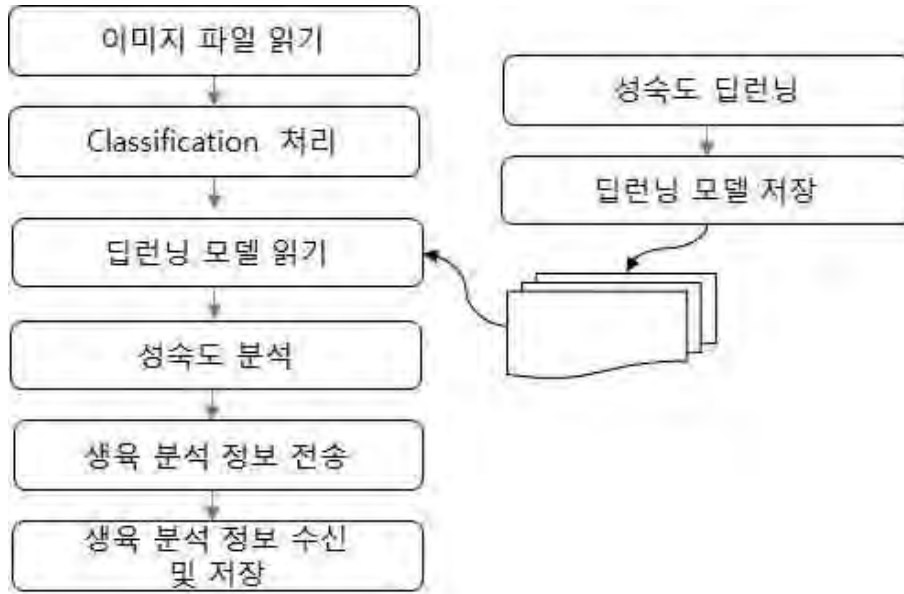 이미지 파일 읽기
Classification 처리
딥런닝 모델 읽기
성숙도 분석
생육 분석 정보 전송
생육 분석 정보 수신
및 저장
성숙도 딥런닝
딥런닝 모델 저장